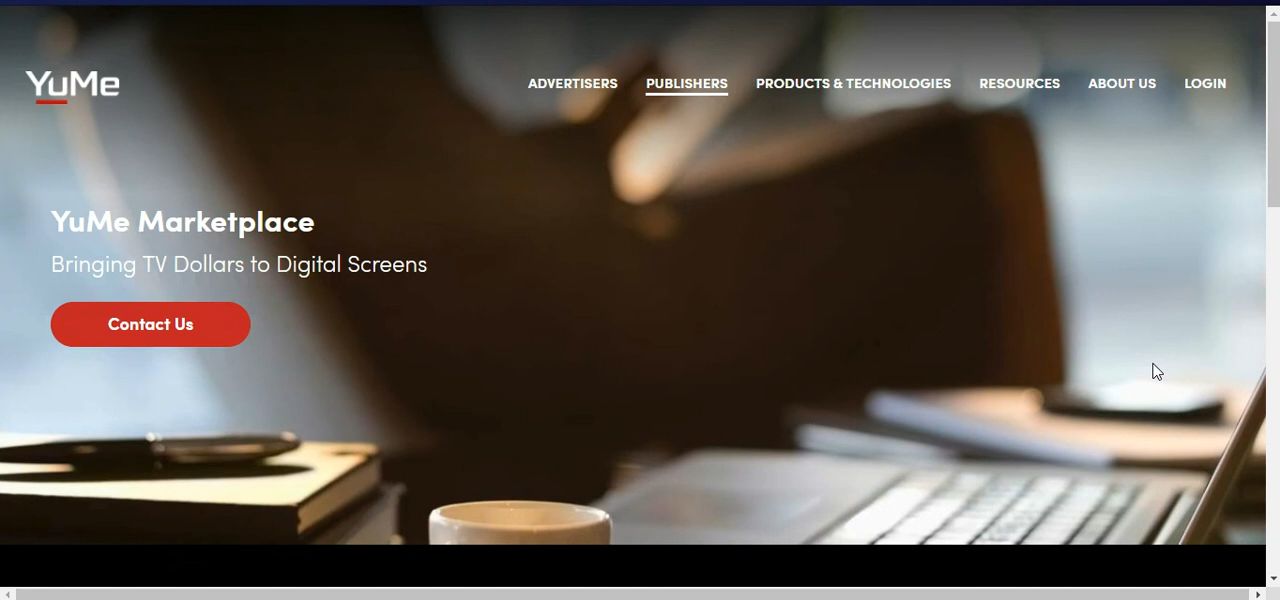 YuMe
ADVERTISERS PUBLISHERS PRODUCTS & TECHNOLOGIES RESOURCES ABOUT US LOGIN
YuMe Marketplace
Bringing TV Dollars to Digital Screens
Contact Us